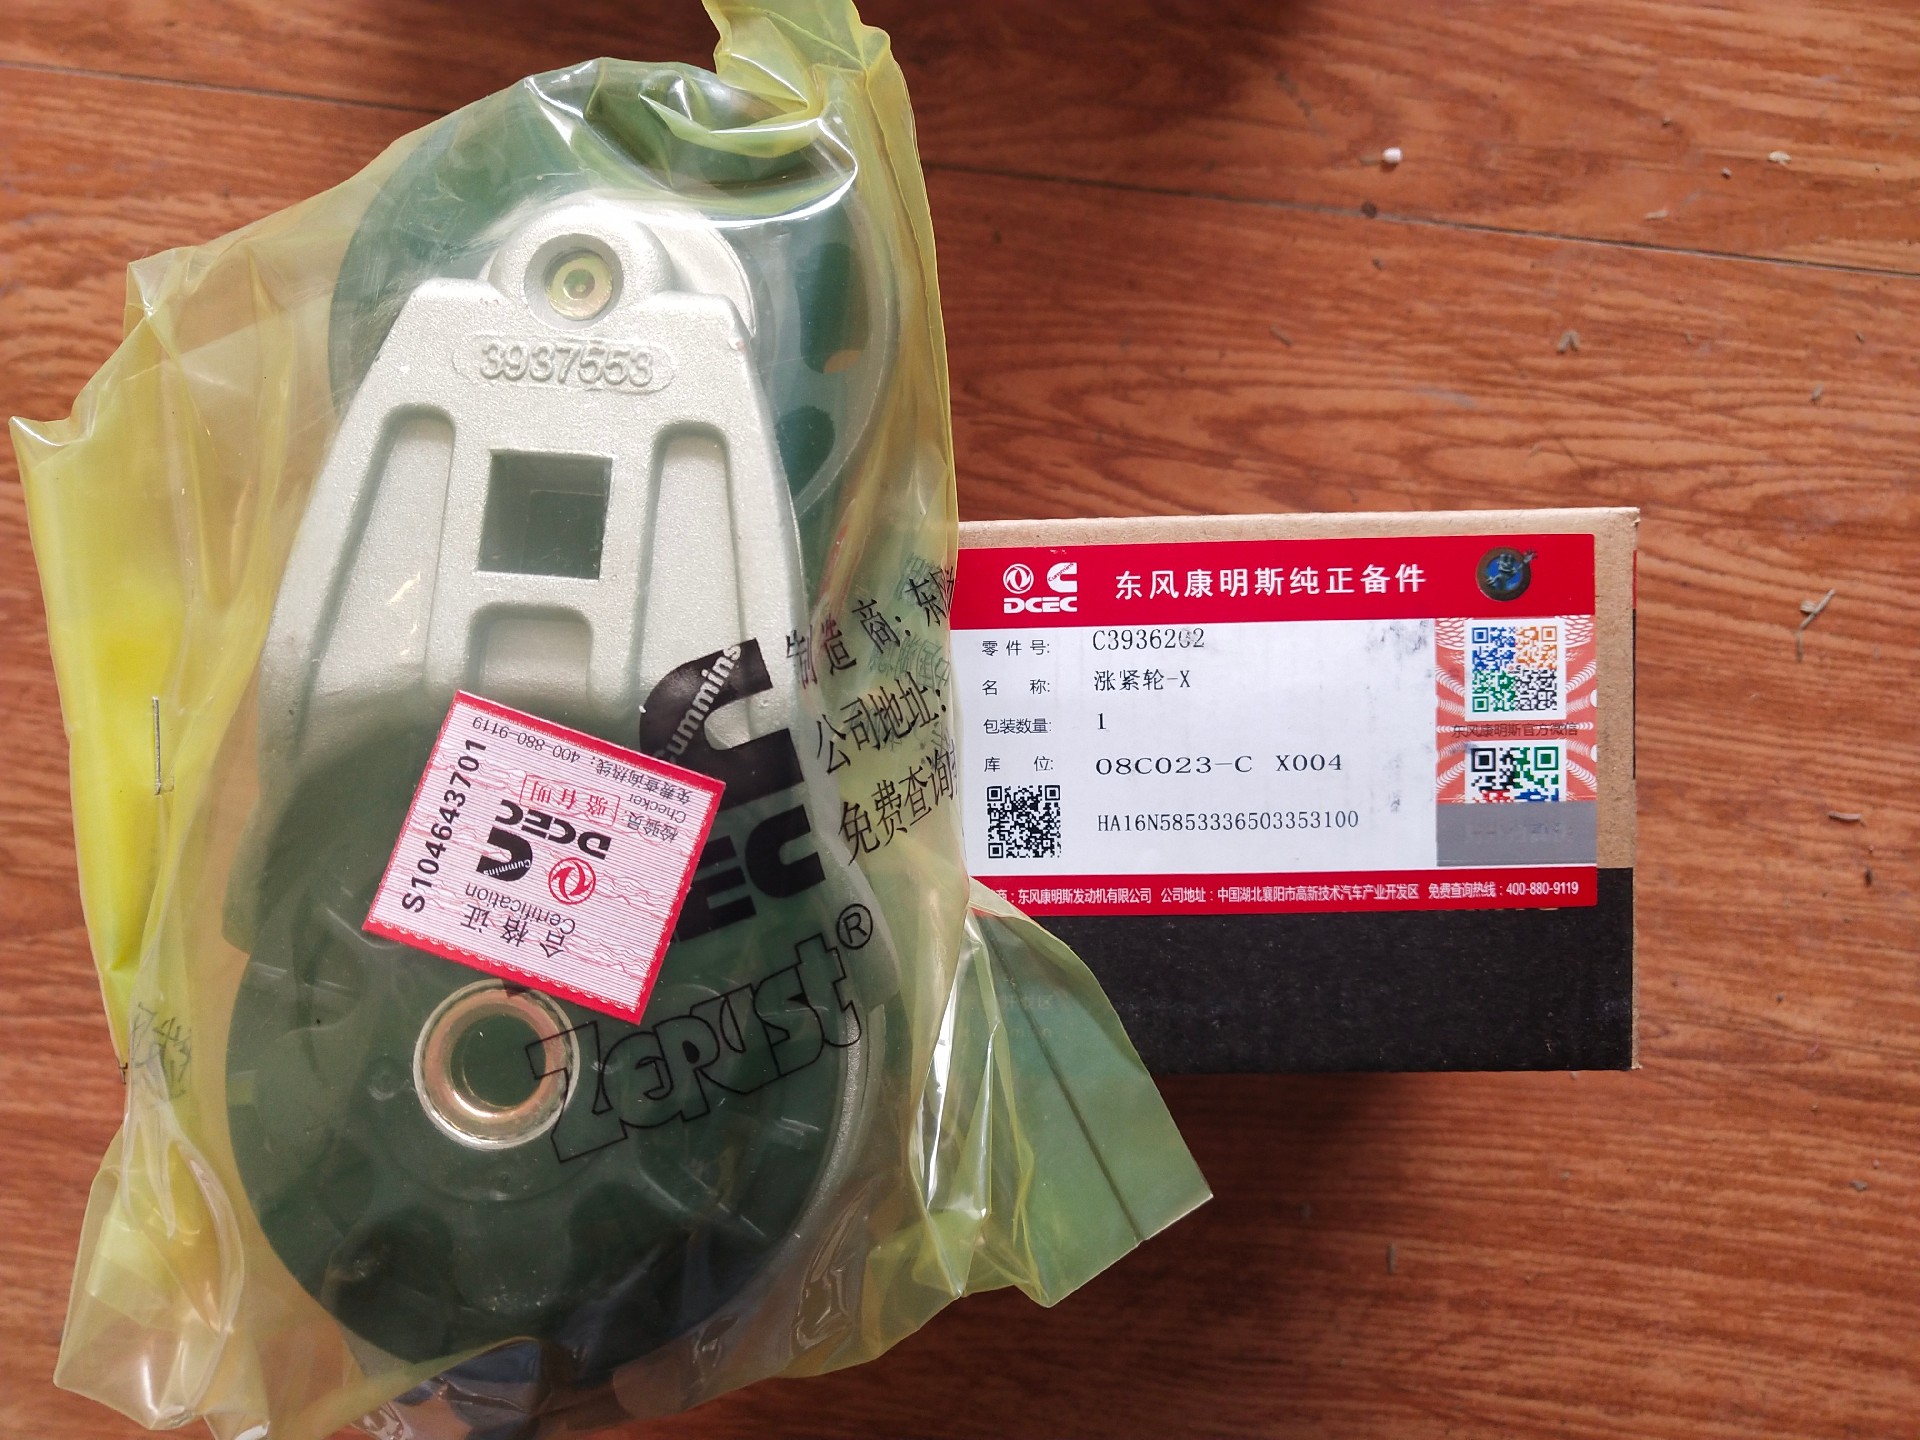 3937553
S104643701
免费查询热线: 400-880-9119
Checker
检验员
DCEC
Cummins
合格证
Certification
Cummins
制造商: 东
公司地址:
免费查询
Zerust®
DCEC
东风康明斯纯正备件
零件号: C3936202
名 称: 涨紧轮-X
包装数量: 1
库 位: 08C023-C X004
HA16N5853336503353100
东风康明斯官方微信
商：东风康明斯发动机有限公司 公司地址：中国湖北襄阳市高新技术汽车产业开发区 免费查询热线：400-880-9119